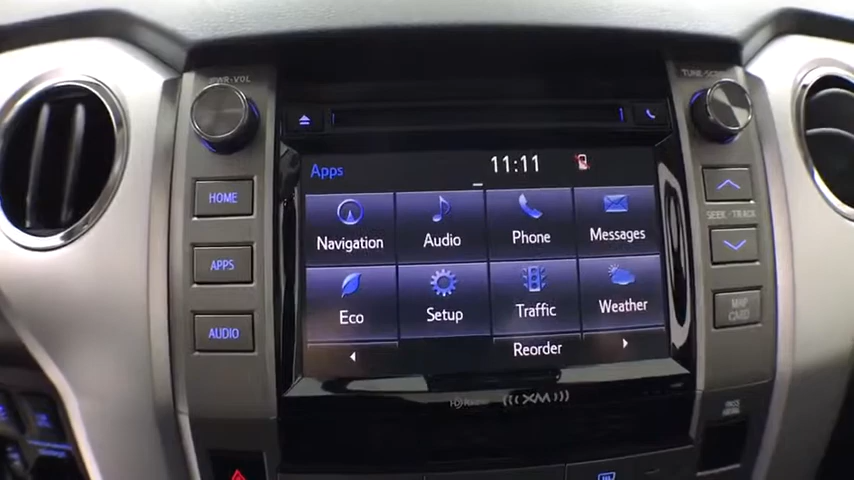 PWR·VOL
TUNE·SCROLL
Apps 11:11
HOME
APPS
AUDIO
Navigation Audio Phone Messages
Eco Setup Traffic Weather
Reorder
SEEK·TRACK
MAP
CARD
HD Radio ((XM))